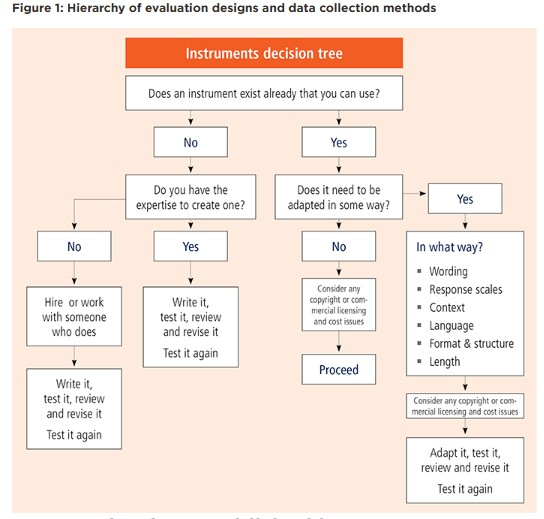 Figure 1: Hierarchy of evaluation designs and data collection methods
Instruments decision tree
Does an instrument exist already that you can use?
No
Yes
Do you have the
expertise to create one?
Does it need to be
adapted in some way?
Yes
No
Yes
No
In what way?
▪ Wording
▪ Response scales
▪ Context
▪ Language
▪ Format & structure
▪ Length
Hire or work
with someone
who does
Write it,
test it, review
and revise it
Test it again
Consider any
copyright or com-
mercial licensing
and cost issues
Proceed
Write it,
test it, review
and revise it
Test it again
Consider any copyright or com-
mercial licensing and cost issues
Adapt it, test it,
review and revise it
Test it again